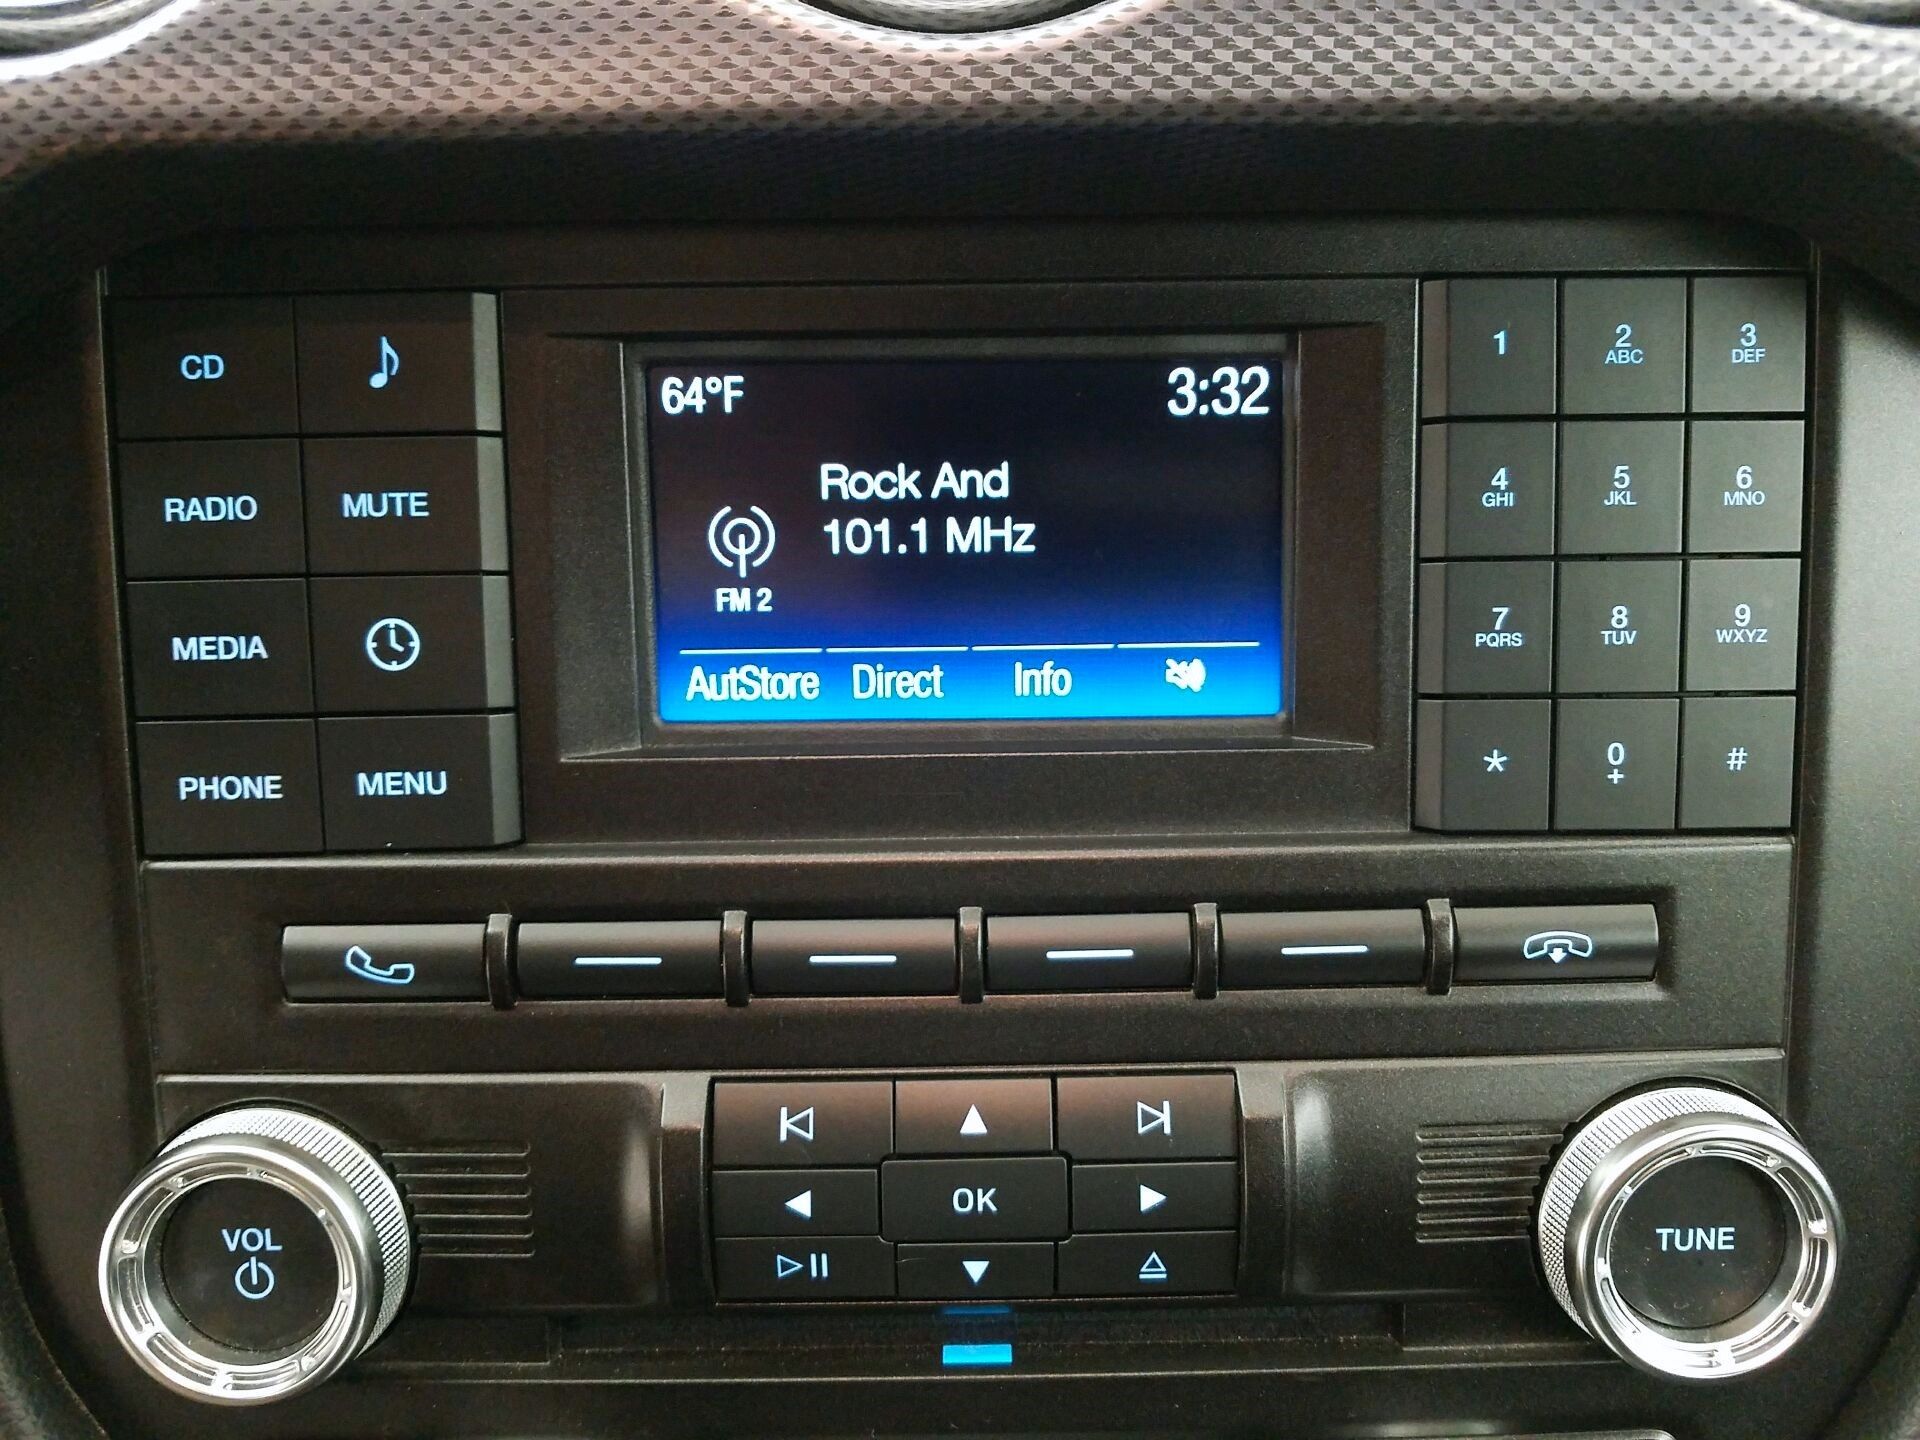 64°F 3:32
Rock And
101.1 MHz
FM 2
AutStore Direct Info
CD
RADIO MUTE
MEDIA
PHONE MENU
1 2 ABC 3 DEF
4 GHI 5 JKL 6 MNO
7 PQRS 8 TUV 9 WXYZ
* 0 + #
OK
VOL
TUNE